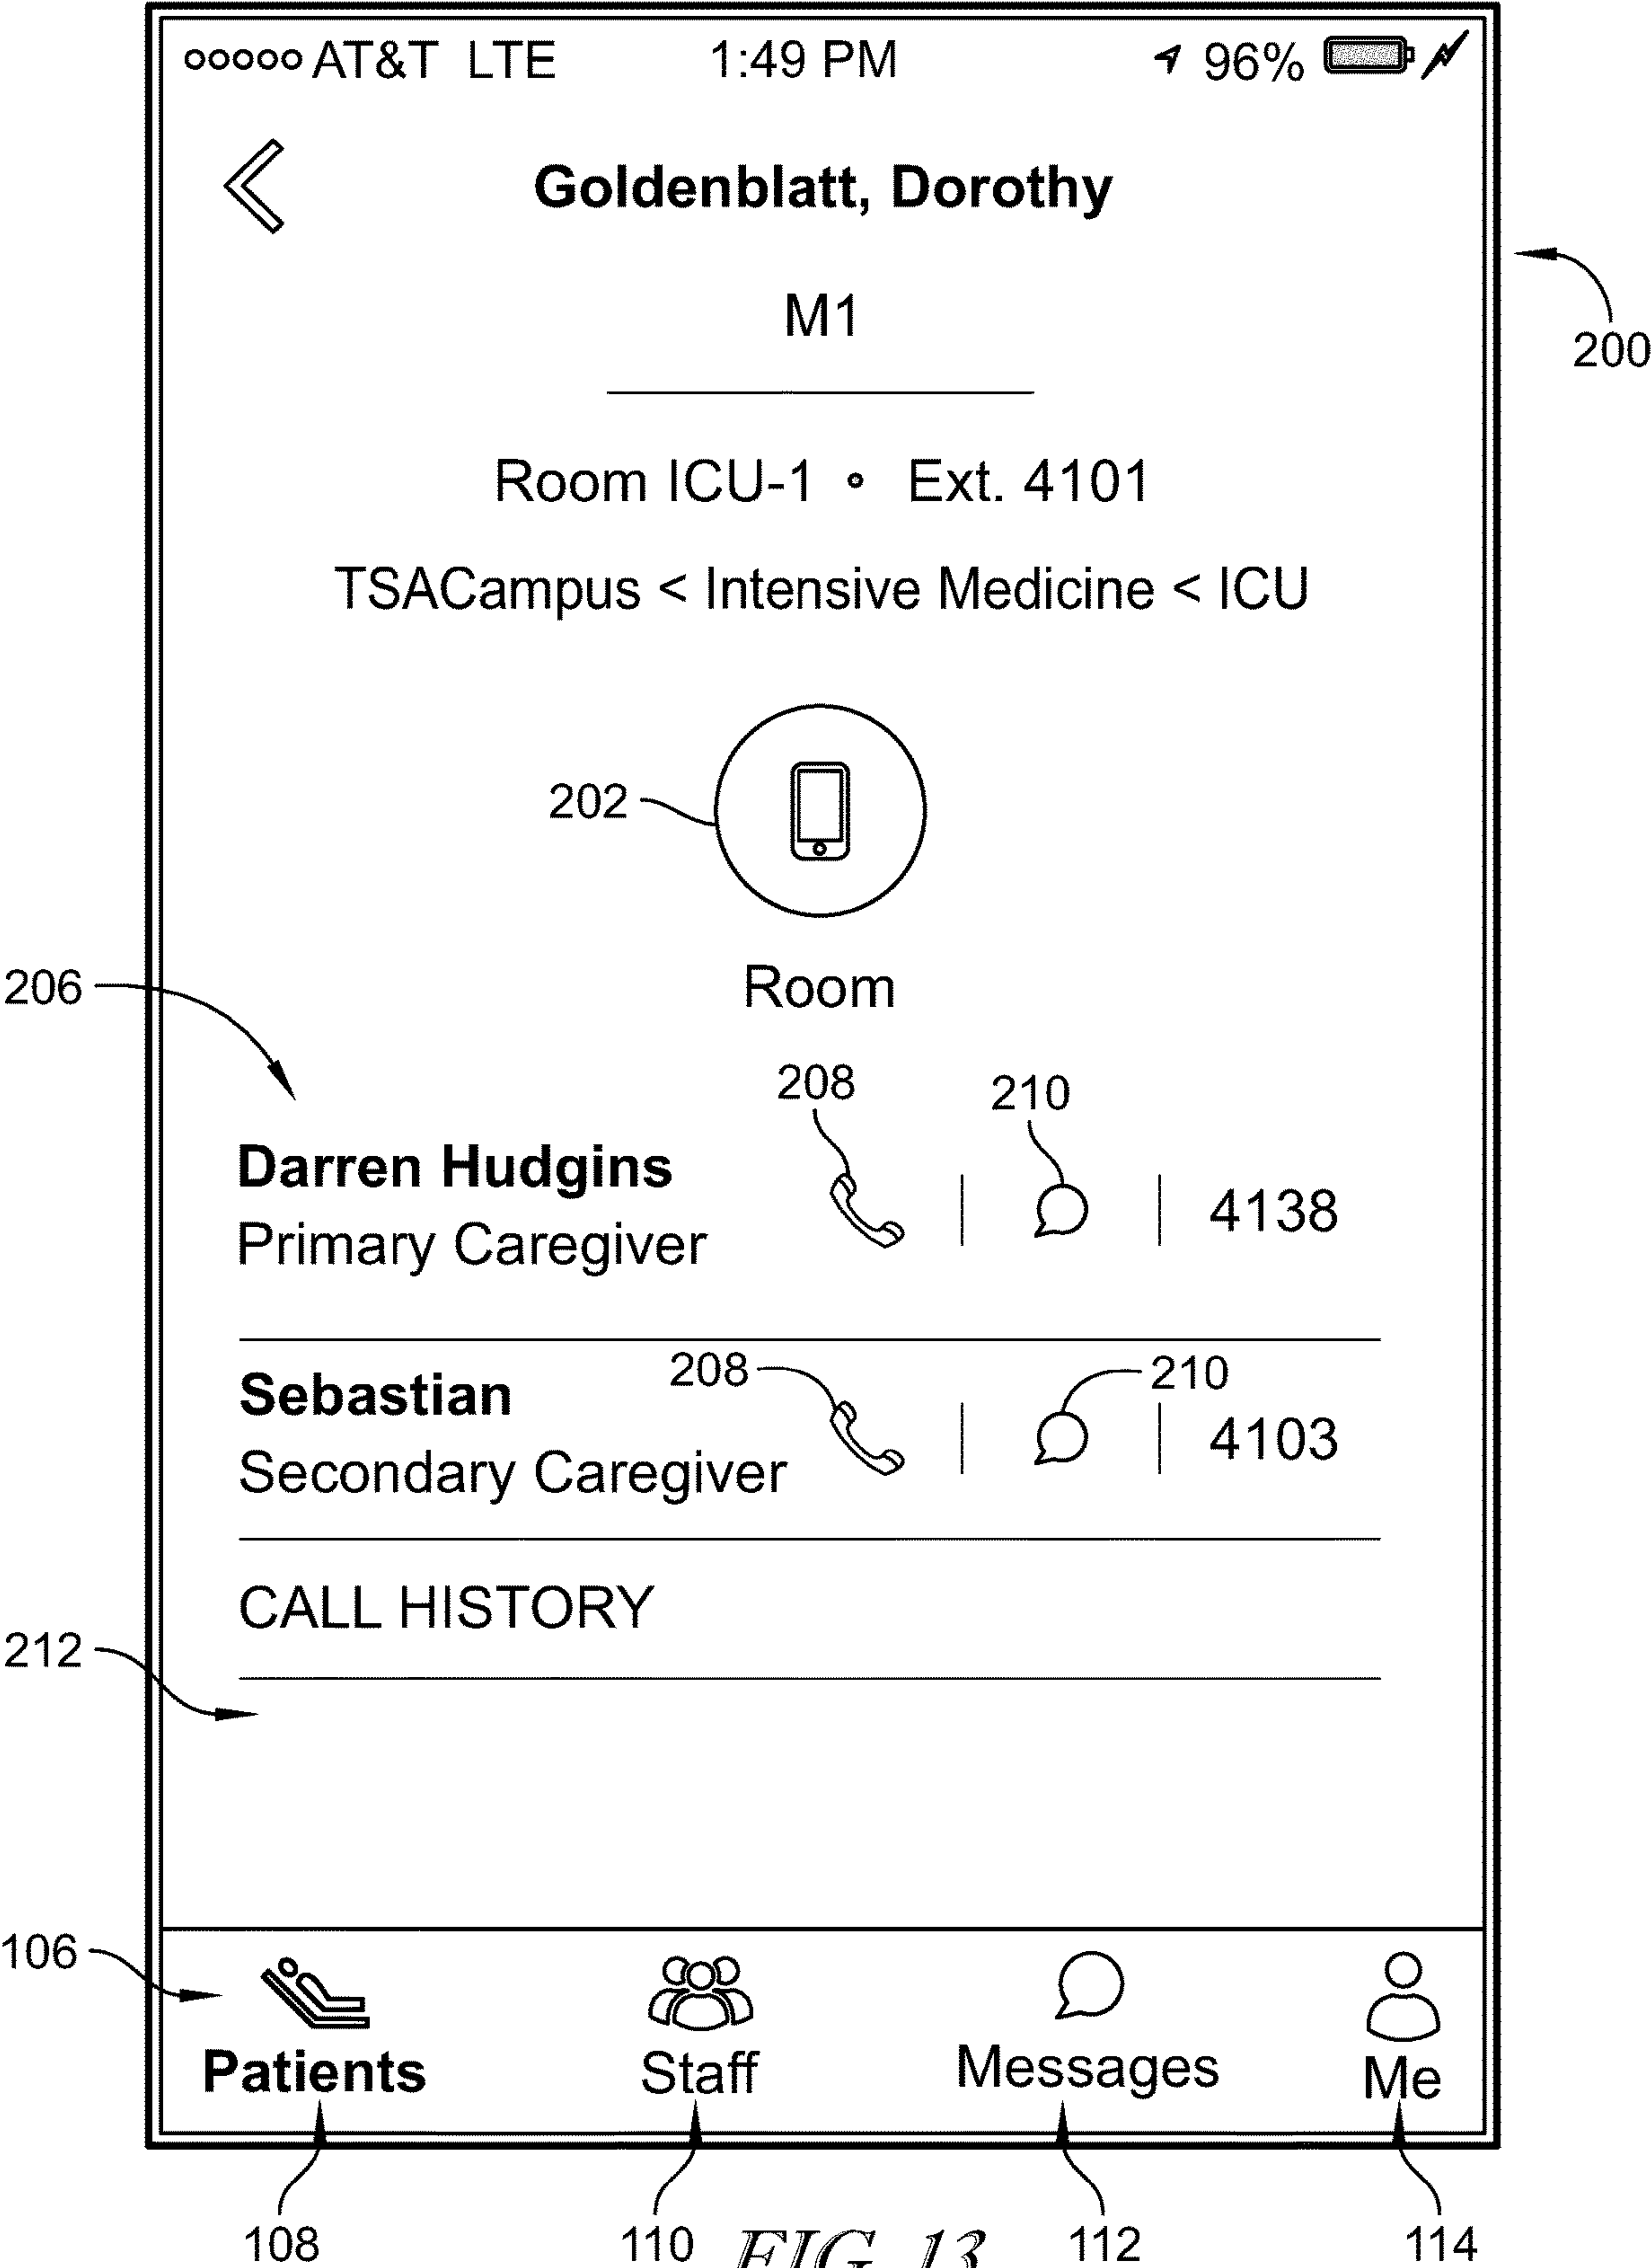 ooooo AT&T LTE 1:49 PM 96%
Goldenblatt, Dorothy
M1
200
Room ICU-1 ∘ Ext. 4101
TSACampus < Intensive Medicine < ICU
202
Room
206
208 210
Darren Hudgins
Primary Caregiver
4138
208 210
Sebastian
Secondary Caregiver
4103
CALL HISTORY
212
106
Patients Staff Messages Me
108 110 112 114
FIG. 13